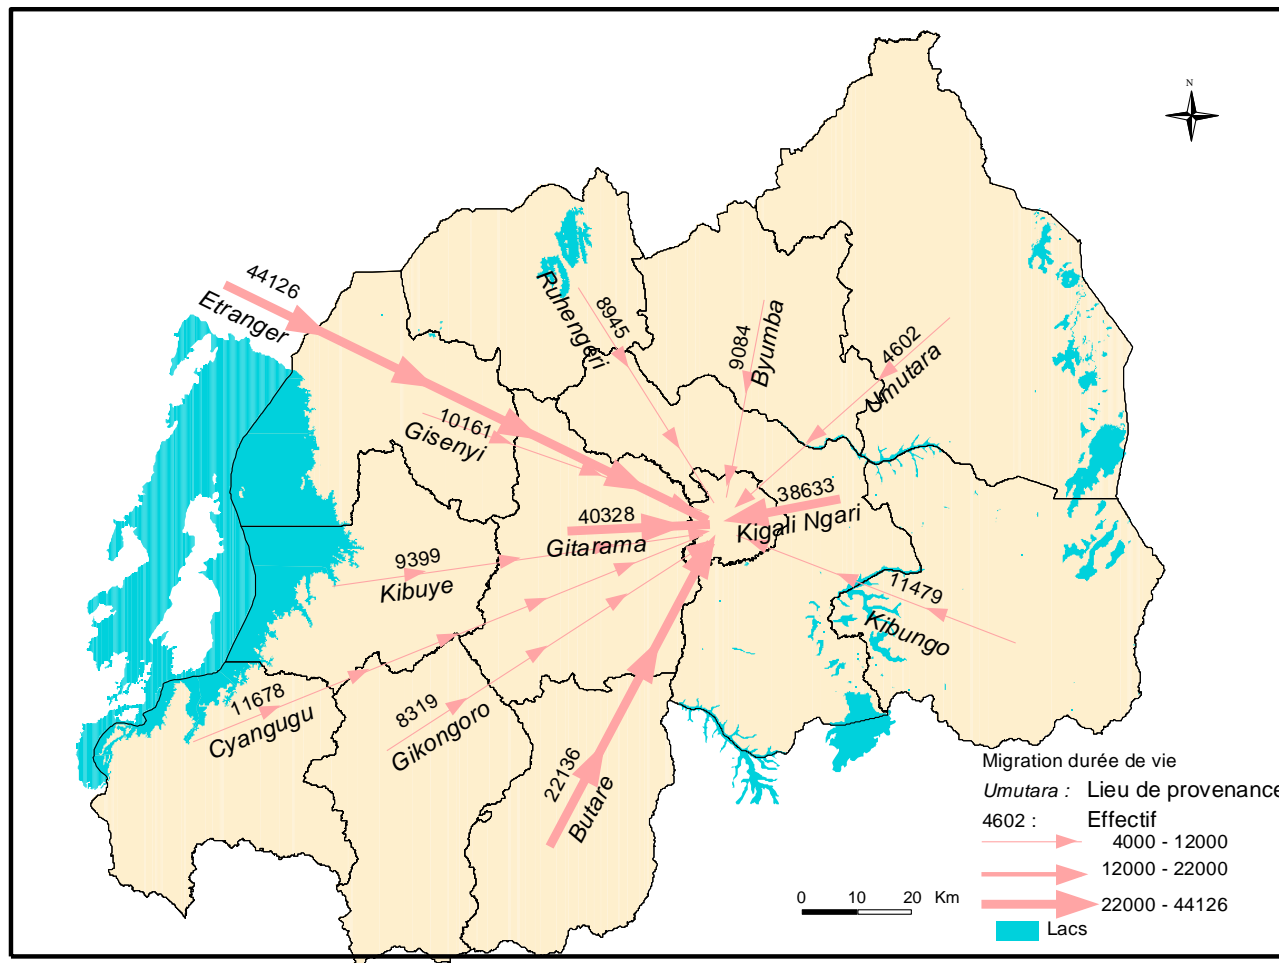 N
44126
Etranger
Ruhengeri
8945
9084
Byumba
4602
Umutara
10161
Gisenyi
38633
Kigali Ngari
40328
Gitarama
9399
Kibuye
11479
Kibungo
11678
Cyangugu
8319
Gikongoro
22136
Butare
Migration durée de vie
Umutara : Lieu de provenance
4602 : Effectif
4000 - 12000
12000 - 22000
22000 - 44126
Lacs
0 10 20 Km